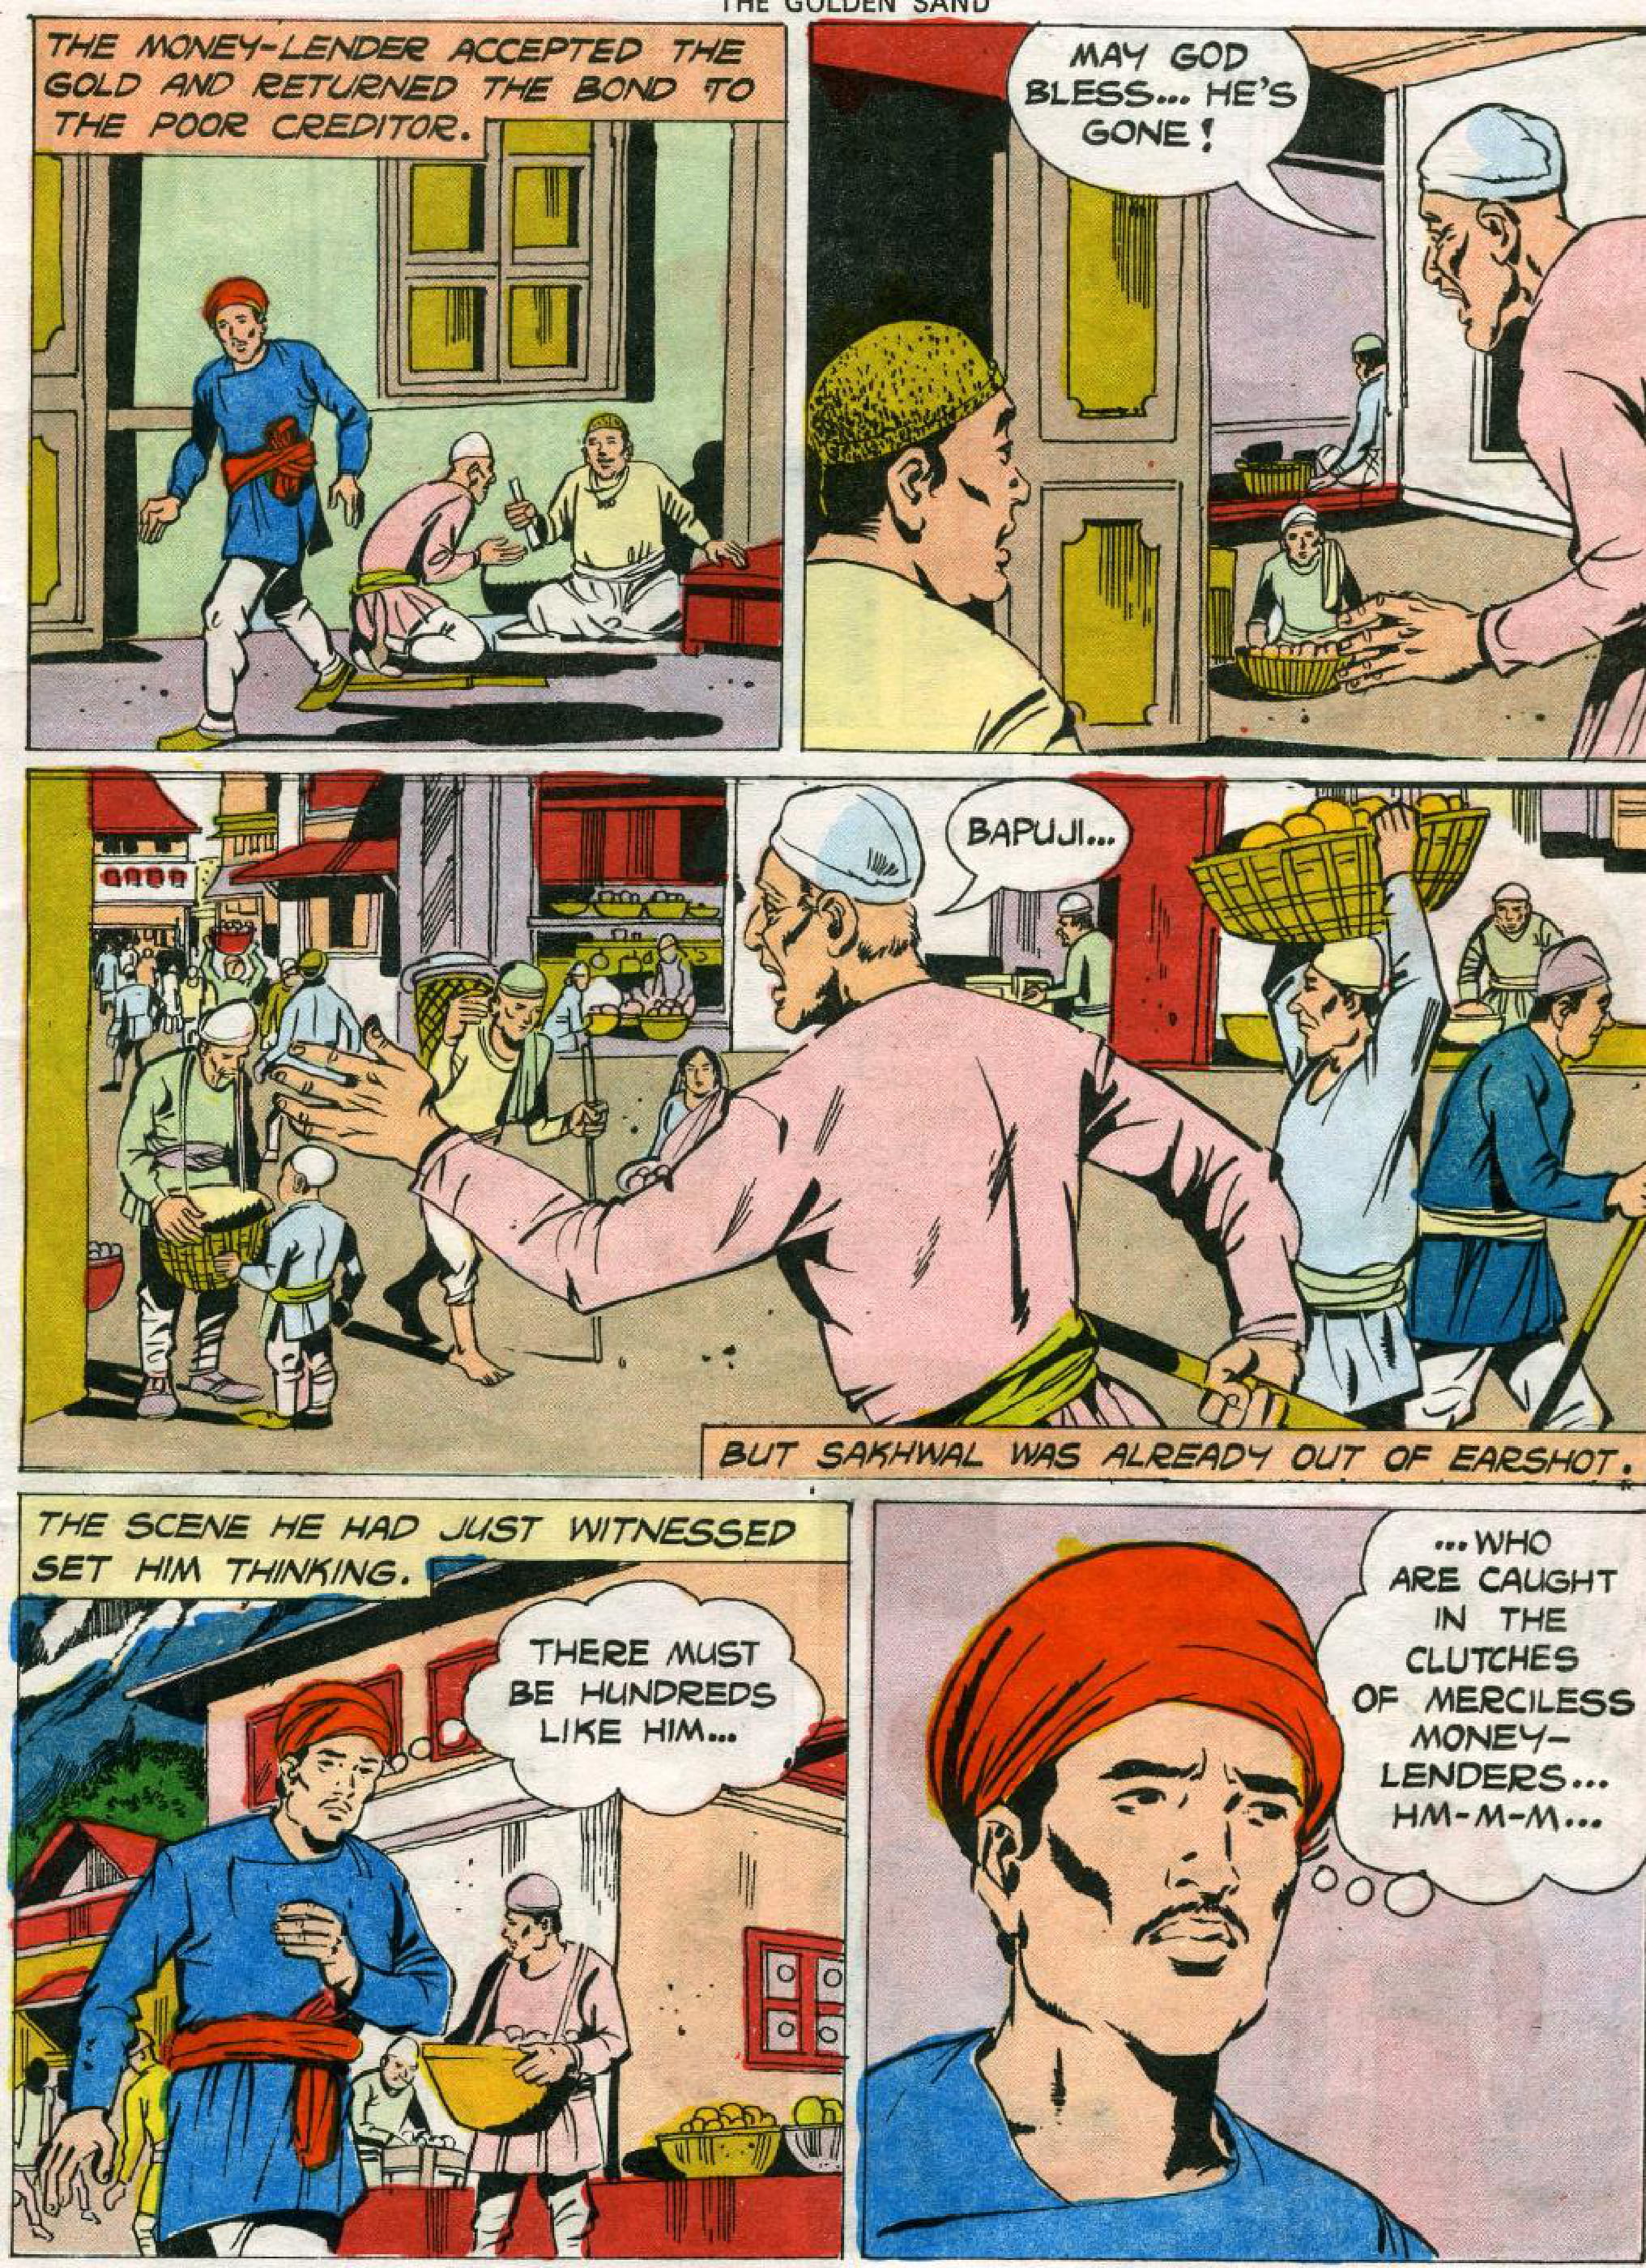 THE GOLDEN SAND
THE MONEY-LENDER ACCEPTED THE
GOLD AND RETURNED THE BOND TO
THE POOR CREDITOR.
MAY GOD
BLESS... HE'S
GONE!
BAPUJI...
BUT SAKHWAL WAS ALREADY OUT OF EARSHOT.
THE SCENE HE HAD JUST WITNESSED
SET HIM THINKING.
THERE MUST
BE HUNDREDS
LIKE HIM...
...WHO
ARE CAUGHT
IN THE
CLUTCHES
OF MERCILESS
MONEY-
LENDERS...
HM-M-M...